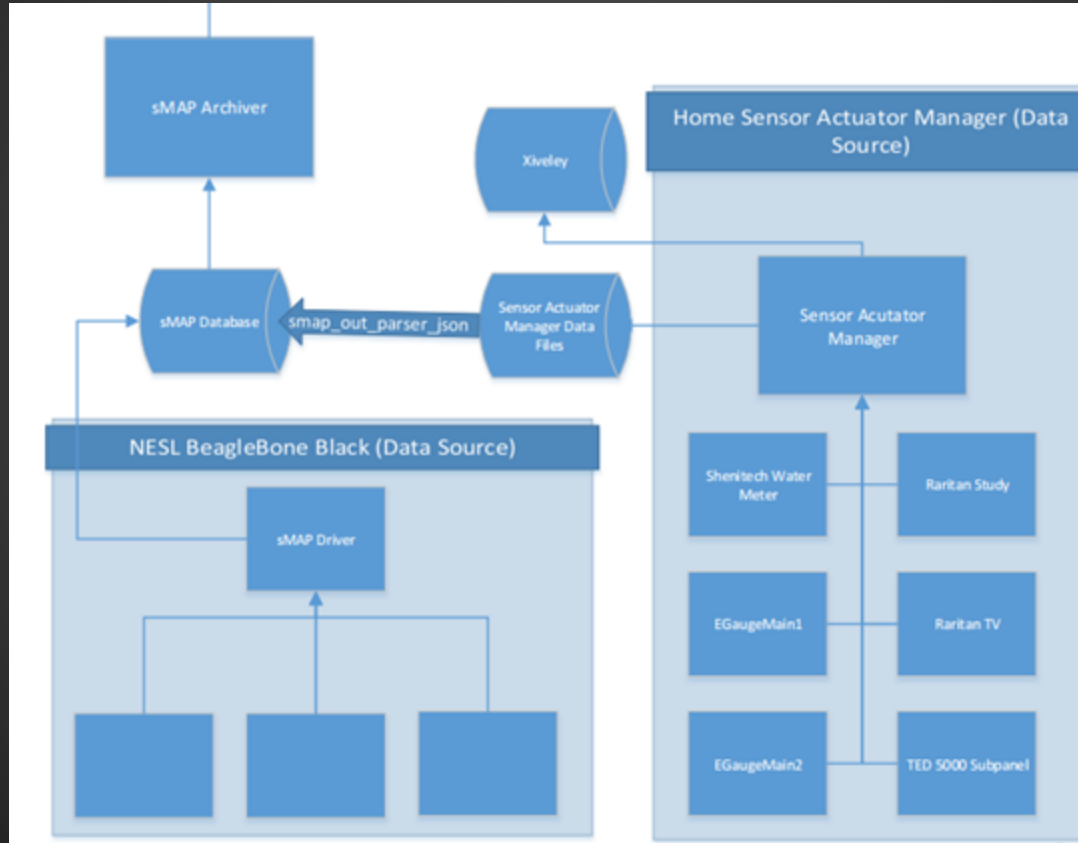 sMAP Archiver
Home Sensor Actuator Manager (Data
Source)
Xiveley
sMAP Database
smap_out_parser_json
Sensor Actuator
Manager Data
Files
Sensor Acutator
Manager
NESL BeagleBone Black (Data Source)
sMAP Driver
Shenitech Water
Meter
Raritan Study
EGaugeMain1
Raritan TV
EGaugeMain2
TED 5000 Subpanel